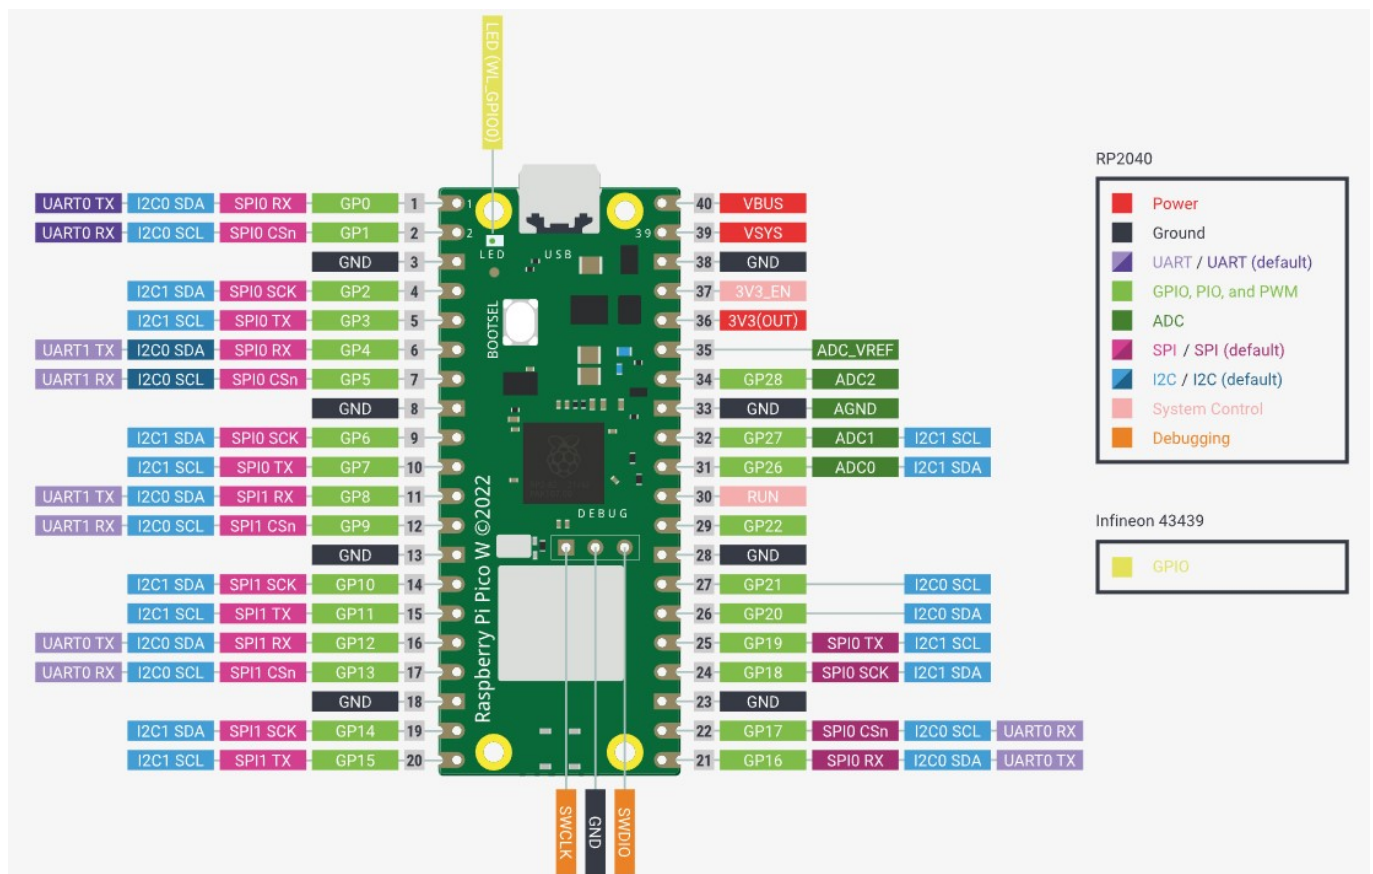 LED (WL_GPIO0)
UART0 TX I2C0 SDA SPI0 RX GP0 1 1 40 VBUS
UART0 RX I2C0 SCL SPI0 CSn GP1 2 2 39 39 VSYS
GND 3 LED USB 38 GND
I2C1 SDA SPI0 SCK GP2 4 37 3V3_EN
I2C1 SCL SPI0 TX GP3 5 BOOTSEL 36 3V3(OUT)
UART1 TX I2C0 SDA SPI0 RX GP4 6 35 ADC_VREF
UART1 RX I2C0 SCL SPI0 CSn GP5 7 34 GP28 ADC2
GND 8 33 GND AGND
I2C1 SDA SPI0 SCK GP6 9 32 GP27 ADC1 I2C1 SCL
I2C1 SCL SPI0 TX GP7 10 31 GP26 ADC0 I2C1 SDA
UART1 TX I2C0 SDA SPI1 RX GP8 11 30 RUN
UART1 RX I2C0 SCL SPI1 CSn GP9 12 DEBUG 29 GP22
GND 13 28 GND
I2C1 SDA SPI1 SCK GP10 14 27 GP21 I2C0 SCL
I2C1 SCL SPI1 TX GP11 15 26 GP20 I2C0 SDA
UART0 TX I2C0 SDA SPI1 RX GP12 16 25 GP19 SPI0 TX I2C1 SCL
UART0 RX I2C0 SCL SPI1 CSn GP13 17 24 GP18 SPI0 SCK I2C1 SDA
GND 18 23 GND
I2C1 SDA SPI1 SCK GP14 19 22 GP17 SPI0 CSn I2C0 SCL UART0 RX
I2C1 SCL SPI1 TX GP15 20 21 GP16 SPI0 RX I2C0 SDA UART0 TX
Raspberry Pi Pico W ©2022
SWCLK
GND
SWDIO
RP2040
Power
Ground
UART / UART (default)
GPIO, PIO, and PWM
ADC
SPI / SPI (default)
I2C / I2C (default)
System Control
Debugging
Infineon 43439
GPIO